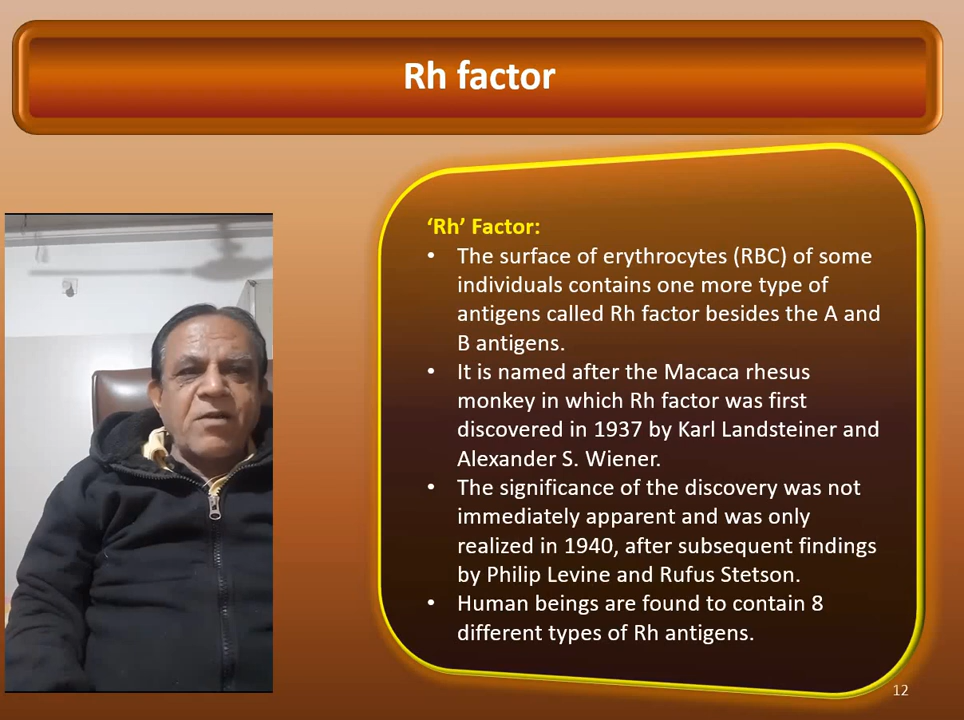 Rh factor
‘Rh’ Factor:
• The surface of erythrocytes (RBC) of some
individuals contains one more type of
antigens called Rh factor besides the A and
B antigens.
• It is named after the Macaca rhesus
monkey in which Rh factor was first
discovered in 1937 by Karl Landsteiner and
Alexander S. Wiener.
• The significance of the discovery was not
immediately apparent and was only
realized in 1940, after subsequent findings
by Philip Levine and Rufus Stetson.
• Human beings are found to contain 8
different types of Rh antigens.
12